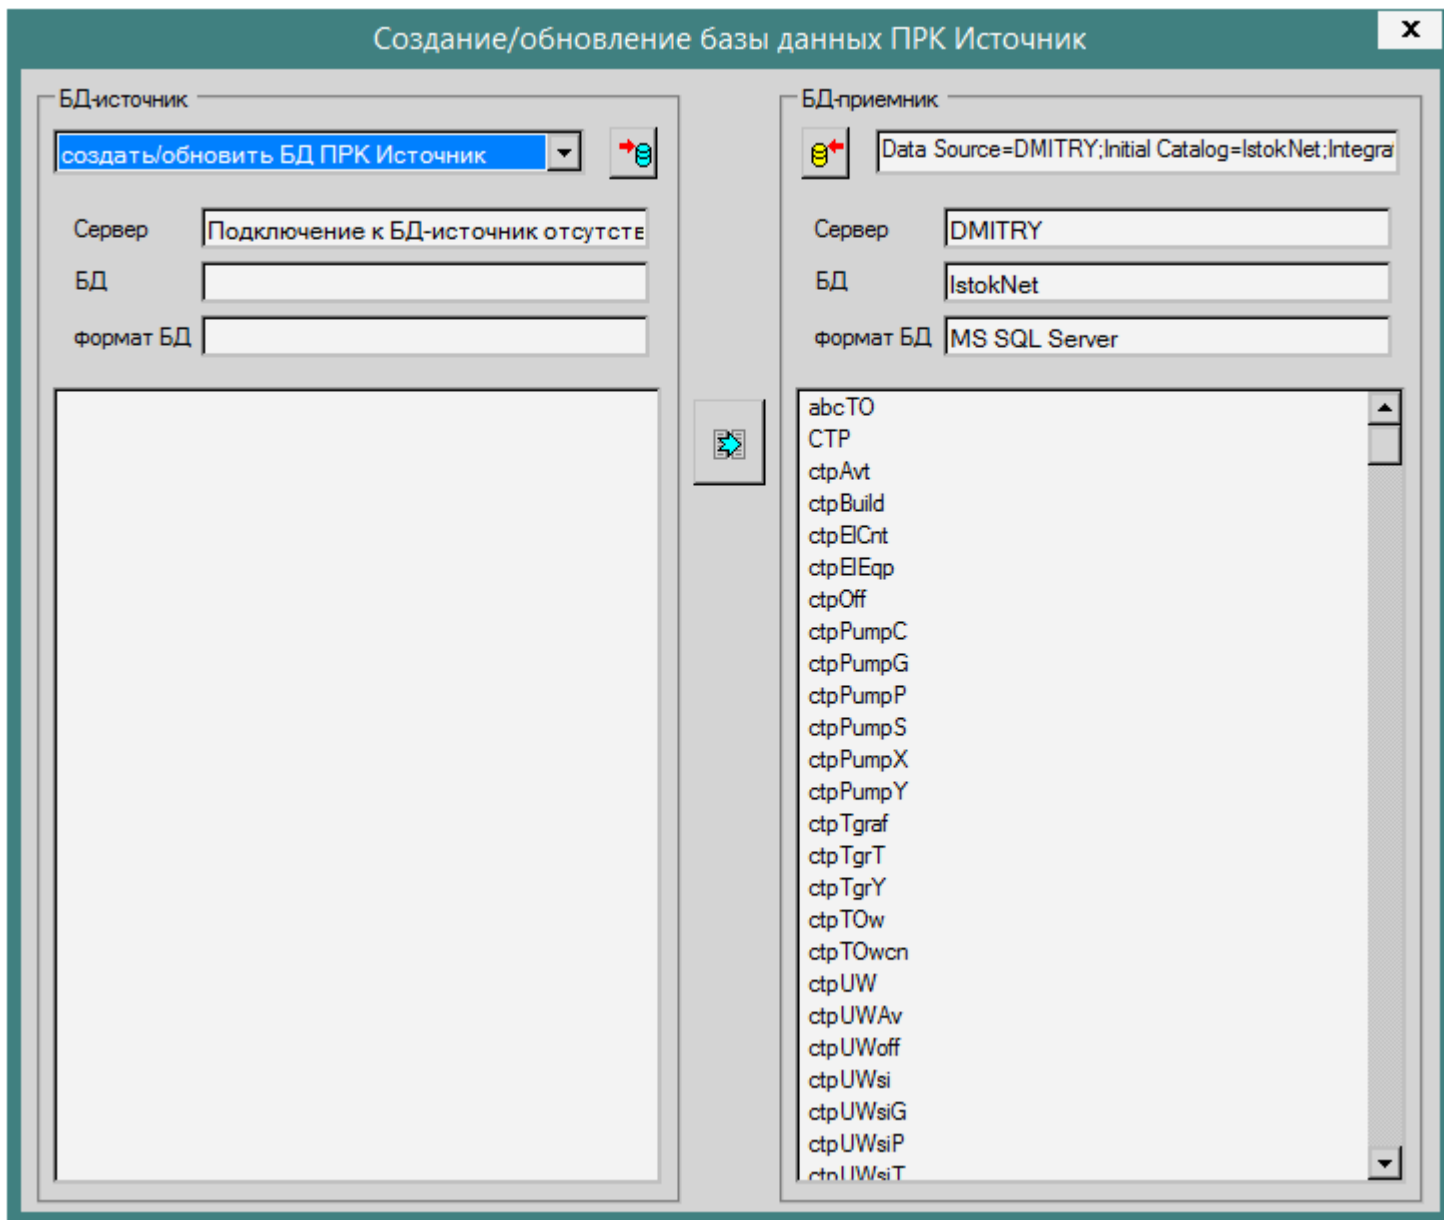 Создание/обновление базы данных ПРК Источник
x
БД-источник
создать/обновить БД ПРК Источник
Сервер
Подключение к БД-источник отсутств
БД
формат БД
БД-приемник
Data Source=DMITRY;Initial Catalog=IstokNet;Integrat
Сервер
DMITRY
БД
IstokNet
формат БД
MS SQL Server
abcTO
CTP
ctpAvt
ctpBuild
ctpElCnt
ctpElEqp
ctpOff
ctpPumpC
ctpPumpG
ctpPumpP
ctpPumpS
ctpPumpX
ctpPumpY
ctpTgraf
ctpTgrT
ctpTgrY
ctpTOw
ctpTOwcn
ctpUW
ctpUWAv
ctpUWoff
ctpUWsi
ctpUWsiG
ctpUWsiP
ctpUWsiT